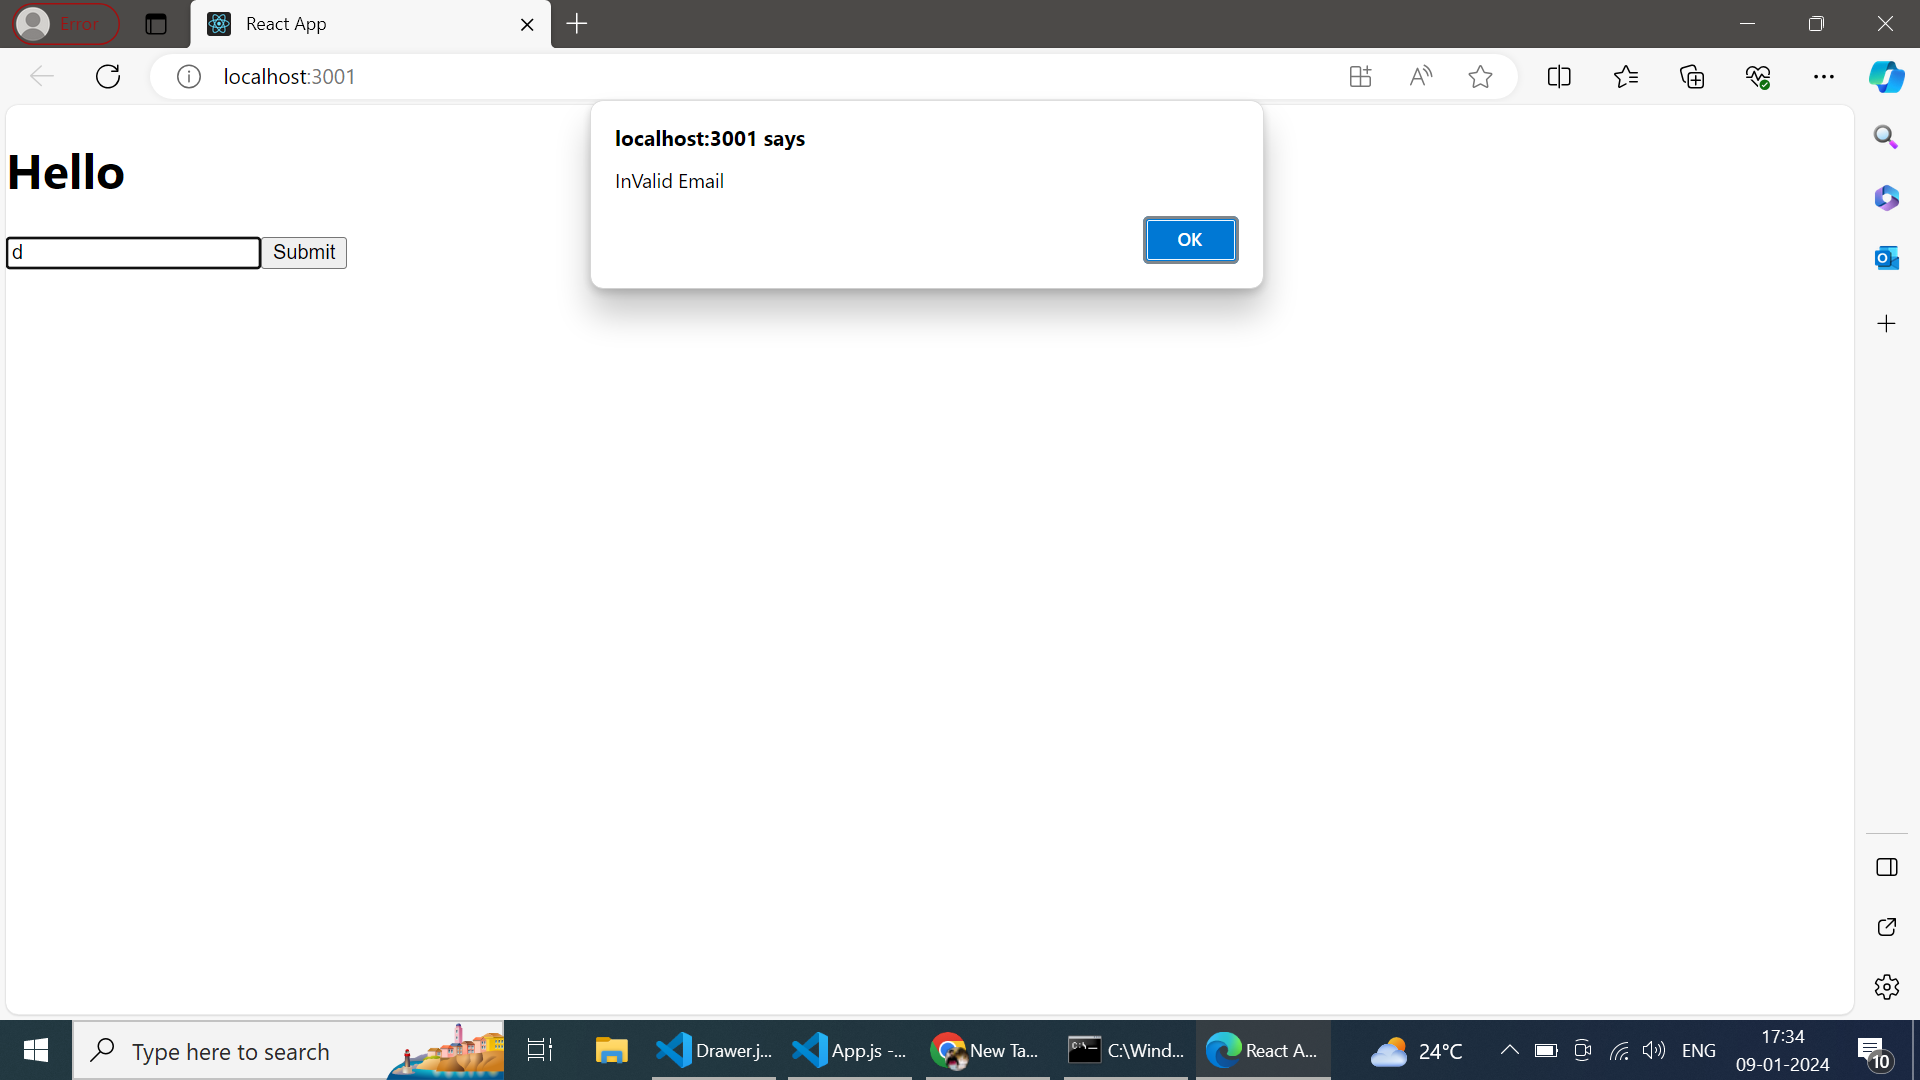 Error
React App
localhost:3001
localhost:3001 says
InValid Email
OK
Hello
d
Submit
Type here to search
Drawer.j...
App.js -...
New Ta...
C:\Wind...
React A...
24°C
ENG
17:34
09-01-2024
10